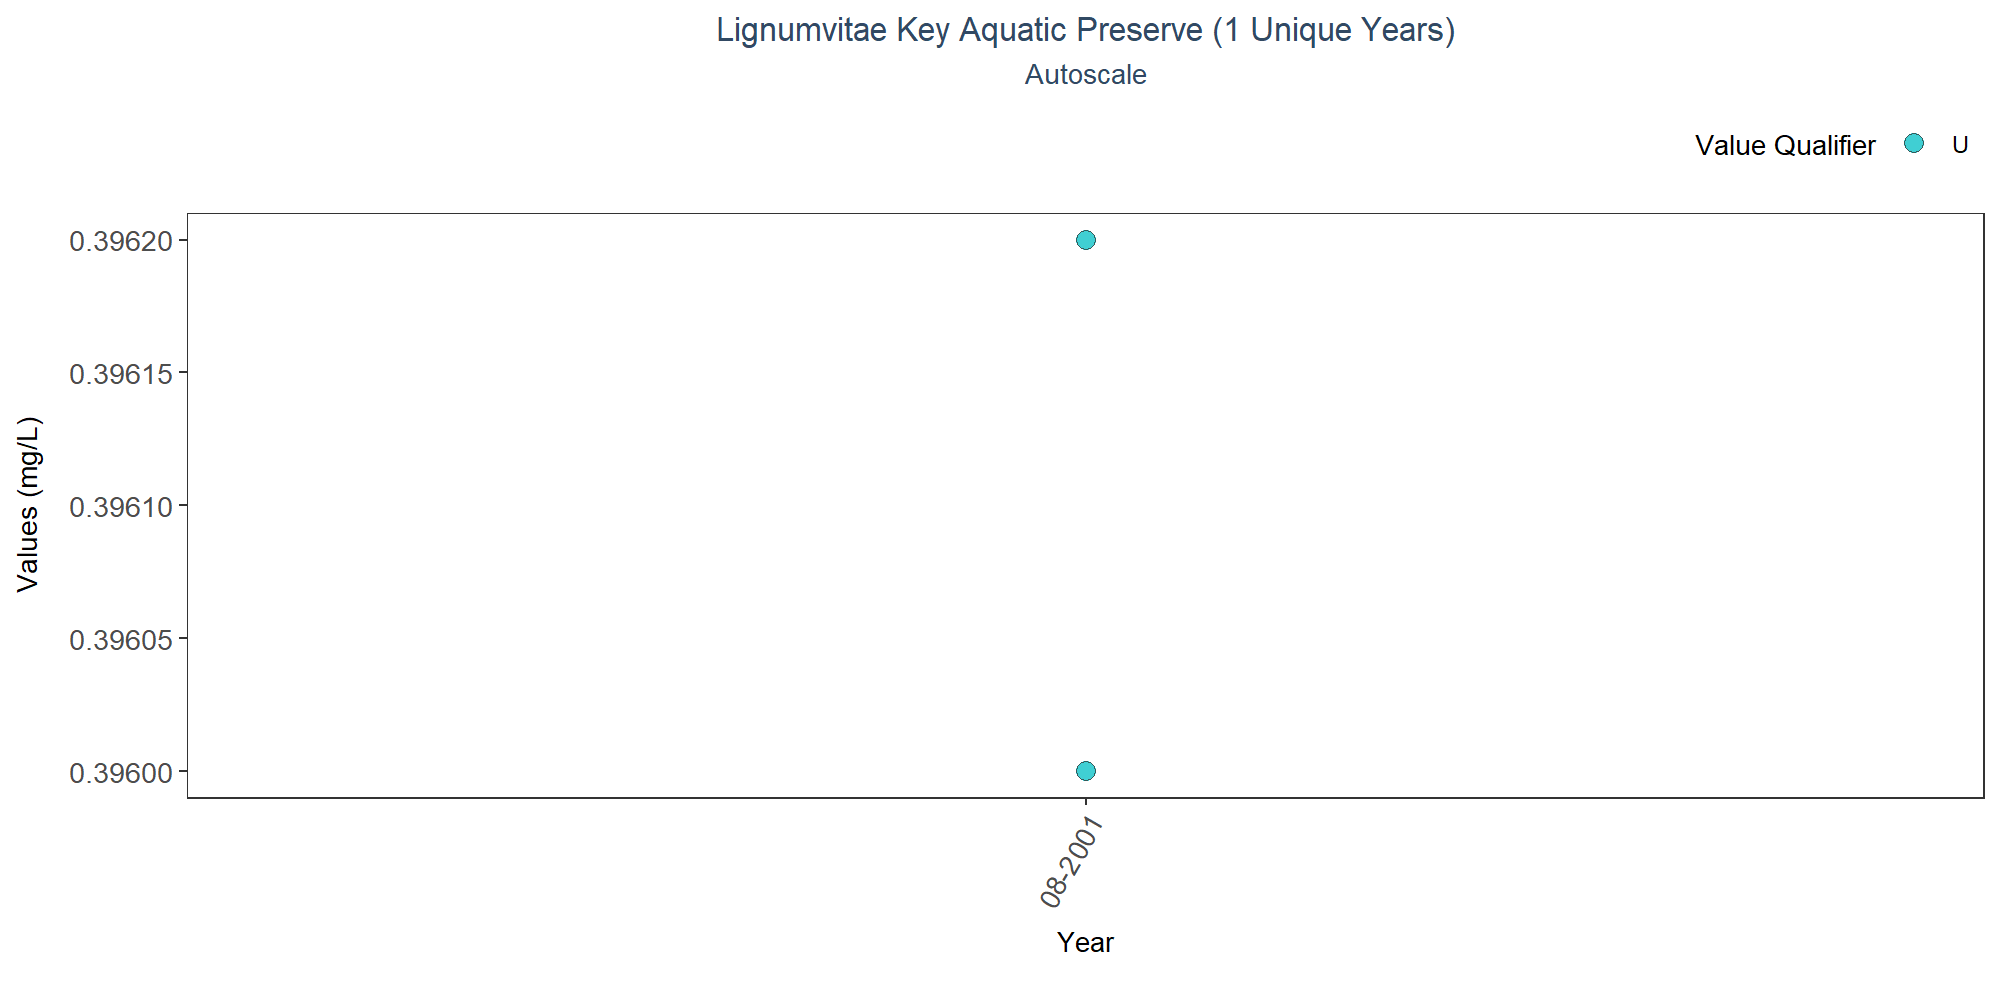 Lignumvitae Key Aquatic Preserve (1 Unique Years)
Autoscale
Value Qualifier U
Values (mg/L)
0.39620
0.39615
0.39610
0.39605
0.39600
08-2001
Year